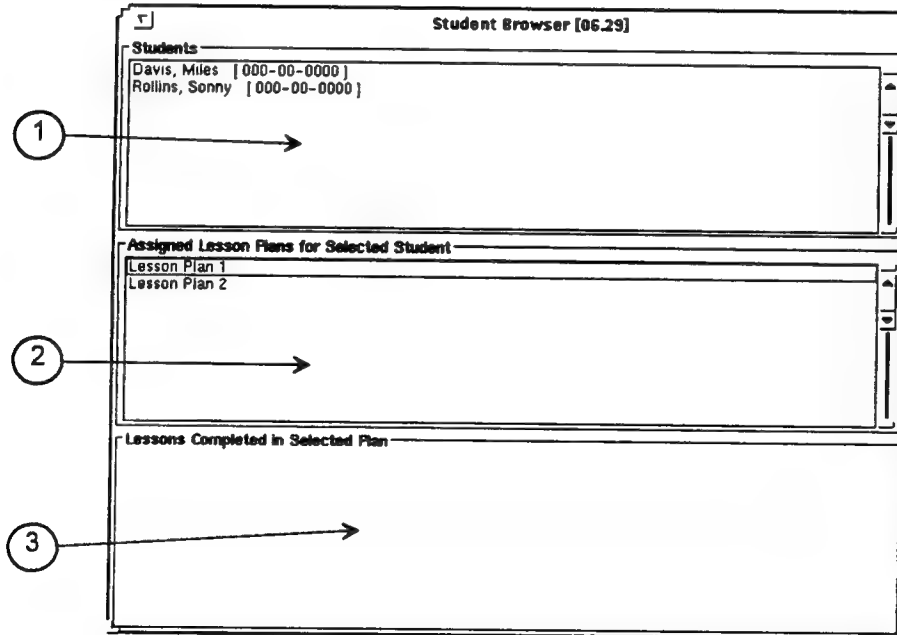 Student Browser [06.29]
Students
Davis, Miles [000-00-0000]
Rollins, Sonny [000-00-0000]
1
Assigned Lesson Plans for Selected Student
Lesson Plan 1
Lesson Plan 2
2
Lessons Completed in Selected Plan
3